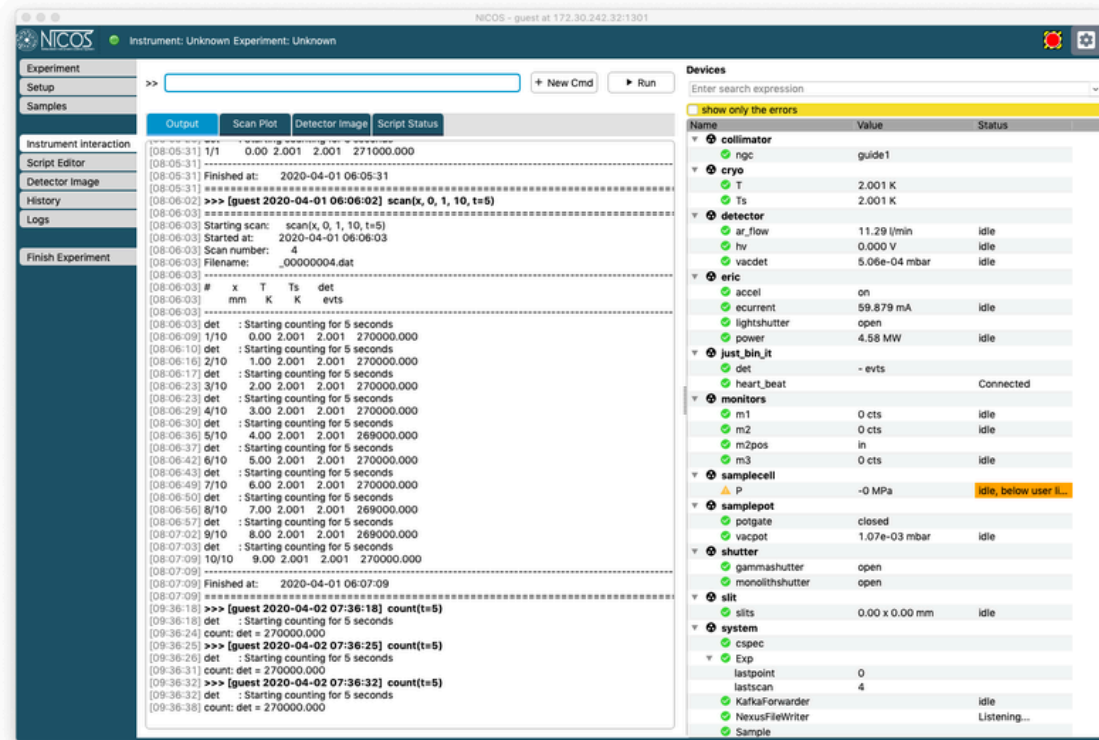 NICOS - guest at 172.30.242.32:1301
NICOS
Instrument: Unknown Experiment: Unknown
Experiment
Setup
Samples
Instrument interaction
Script Editor
Detector Image
History
Logs
Finish Experiment
>>
+ New Cmd
Run
Output Scan Plot Detector Image Script Status
[08:05:31] 1/1 0.00 2.001 2.001 271000.000
[08:05:31] --------------------
[08:05:31] Finished at: 2020-04-01 06:05:31
[08:05:31] ====================
[08:06:02] >>> [guest 2020-04-01 06:06:02] scan(x, 0, 1, 10, t=5)
[08:06:03] ====================
[08:06:03] Starting scan: scan(x, 0, 1, 10, t=5)
[08:06:03] Started at: 2020-04-01 06:06:03
[08:06:03] Scan number: 4
[08:06:03] Filename: _00000004.dat
[08:06:03] --------------------
[08:06:03] # x T Ts det
[08:06:03] mm K K evts
[08:06:03] --------------------
[08:06:03] det : Starting counting for 5 seconds
[08:06:09] 1/10 0.00 2.001 2.001 270000.000
[08:06:10] det : Starting counting for 5 seconds
[08:06:16] 2/10 1.00 2.001 2.001 270000.000
[08:06:17] det : Starting counting for 5 seconds
[08:06:23] 3/10 2.00 2.001 2.001 270000.000
[08:06:23] det : Starting counting for 5 seconds
[08:06:29] 4/10 3.00 2.001 2.001 270000.000
[08:06:30] det : Starting counting for 5 seconds
[08:06:36] 5/10 4.00 2.001 2.001 269000.000
[08:06:37] det : Starting counting for 5 seconds
[08:06:42] 6/10 5.00 2.001 2.001 270000.000
[08:06:43] det : Starting counting for 5 seconds
[08:06:49] 7/10 6.00 2.001 2.001 270000.000
[08:06:50] det : Starting counting for 5 seconds
[08:06:56] 8/10 7.00 2.001 2.001 269000.000
[08:06:57] det : Starting counting for 5 seconds
[08:07:02] 9/10 8.00 2.001 2.001 269000.000
[08:07:03] det : Starting counting for 5 seconds
[08:07:09] 10/10 9.00 2.001 2.001 270000.000
[08:07:09] --------------------
[08:07:09] Finished at: 2020-04-01 06:07:09
[08:07:09] ====================
[09:36:18] >>> [guest 2020-04-02 07:36:18] count(t=5)
[09:36:18] det : Starting counting for 5 seconds
[09:36:24] count: det = 270000.000
[09:36:25] >>> [guest 2020-04-02 07:36:25] count(t=5)
[09:36:26] det : Starting counting for 5 seconds
[09:36:31] count: det = 270000.000
[09:36:32] >>> [guest 2020-04-02 07:36:32] count(t=5)
[09:36:32] det : Starting counting for 5 seconds
[09:36:38] count: det = 270000.000
Devices
Enter search expression
show only the errors
Name Value Status
collimator
ngc guide1
cryo
T 2.001 K
Ts 2.001 K
detector
ar_flow 11.29 l/min idle
hv 0.000 V idle
vacdet 5.06e-04 mbar idle
eric
accel on
ecurrent 59.879 mA idle
lightshutter open
power 4.58 MW idle
just_bin_it
det - evts
heart_beat Connected
monitors
m1 0 cts idle
m2 0 cts idle
m2pos in
m3 0 cts idle
samplecell
P -0 MPa idle, below user li...
samplepot
potgate closed
vacpot 1.07e-03 mbar idle
shutter
gammashutter open
monolithshutter open
slit
slits 0.00 x 0.00 mm idle
system
cspec
Exp
lastpoint 0
lastscan 4
KafkaForwarder idle
NexusFileWriter Listening...
Sample